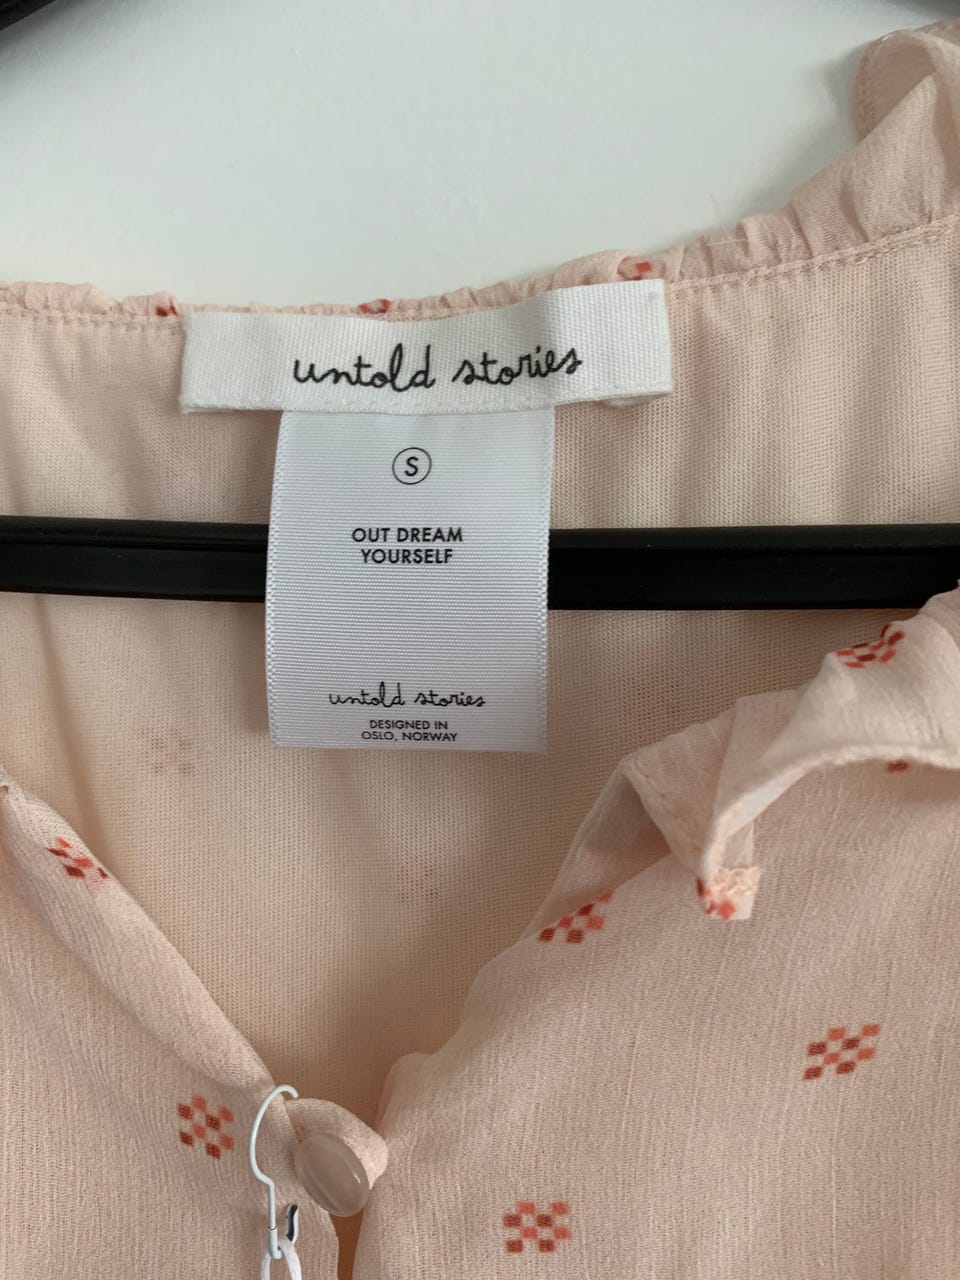 untold stories
S
OUT DREAM
YOURSELF
untold stories
DESIGNED IN
OSLO, NORWAY